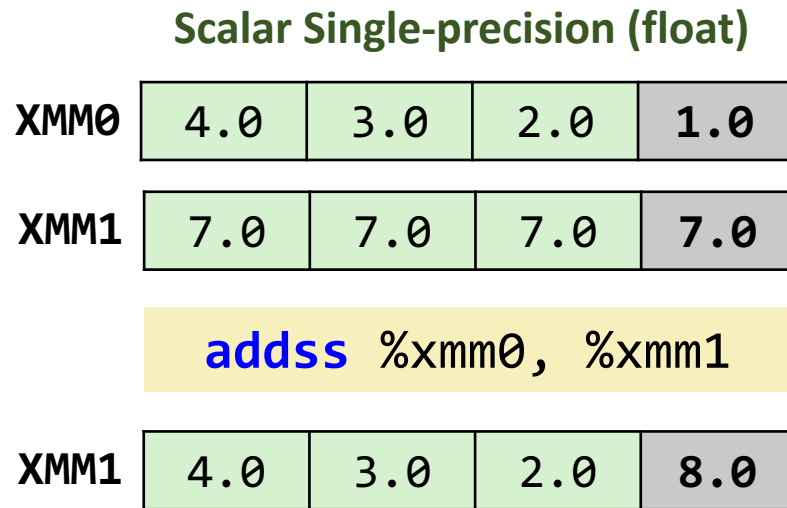 Scalar Single-precision (float)
XMM0 4.0 3.0 2.0 1.0
XMM1 7.0 7.0 7.0 7.0
addss %xmm0, %xmm1
XMM1 4.0 3.0 2.0 8.0